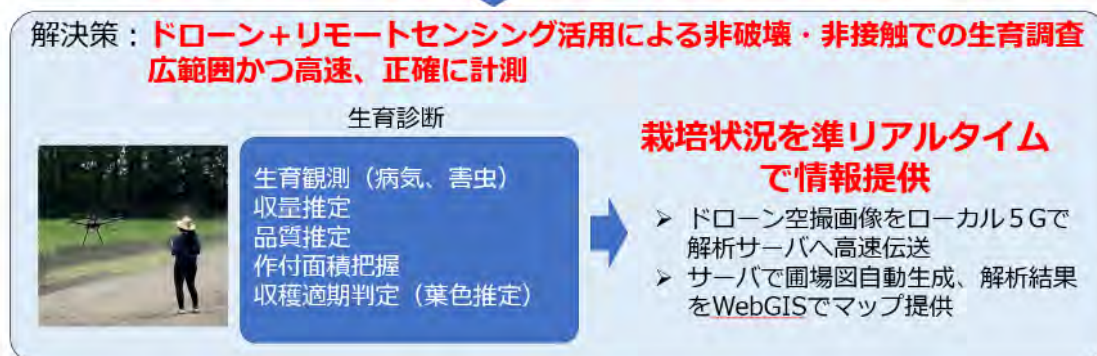 解決策：ドローン＋リモートセンシング活用による非破壊・非接触での生育調査
広範囲かつ高速、正確に計測
生育診断
生育観測（病気、害虫）
収量推定
品質推定
作付面積把握
収穫適期判定（葉色推定）
栽培状況を準リアルタイム
で情報提供
➢ ドローン空撮画像をローカル５Gで
解析サーバへ高速伝送
➢ サーバで圃場図自動生成、解析結果
をWebGISでマップ提供